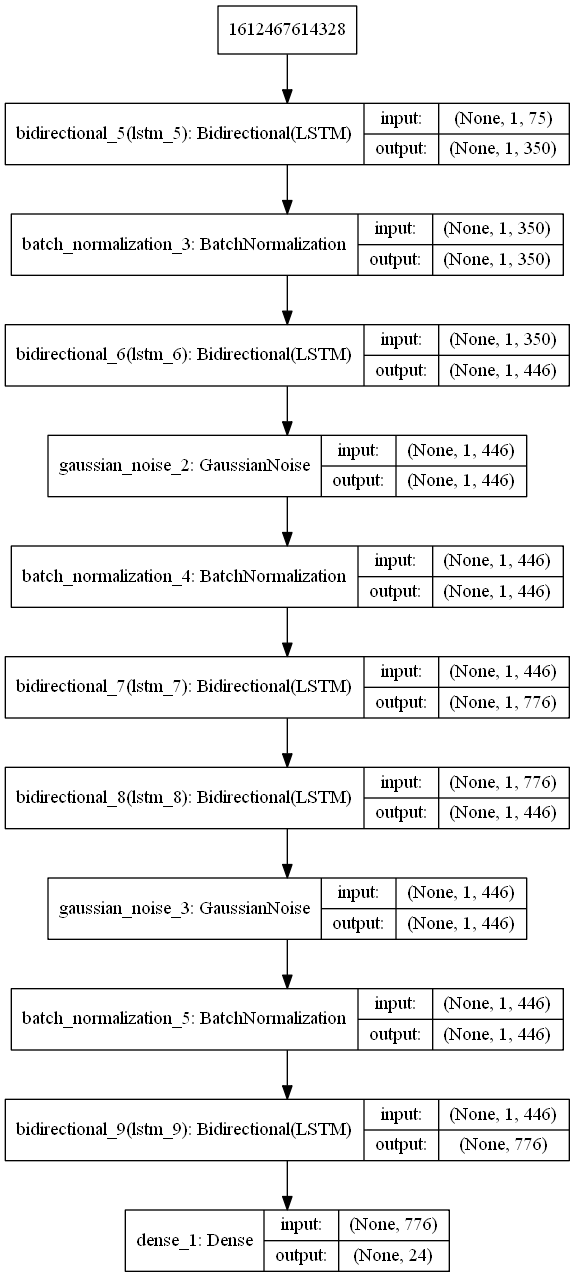 1612467614328
bidirectional_5(lstm_5): Bidirectional(LSTM)
input: (None, 1, 75)
output: (None, 1, 350)
batch_normalization_3: BatchNormalization
input: (None, 1, 350)
output: (None, 1, 350)
bidirectional_6(lstm_6): Bidirectional(LSTM)
input: (None, 1, 350)
output: (None, 1, 446)
gaussian_noise_2: GaussianNoise
input: (None, 1, 446)
output: (None, 1, 446)
batch_normalization_4: BatchNormalization
input: (None, 1, 446)
output: (None, 1, 446)
bidirectional_7(lstm_7): Bidirectional(LSTM)
input: (None, 1, 446)
output: (None, 1, 776)
bidirectional_8(lstm_8): Bidirectional(LSTM)
input: (None, 1, 776)
output: (None, 1, 446)
gaussian_noise_3: GaussianNoise
input: (None, 1, 446)
output: (None, 1, 446)
batch_normalization_5: BatchNormalization
input: (None, 1, 446)
output: (None, 1, 446)
bidirectional_9(lstm_9): Bidirectional(LSTM)
input: (None, 1, 446)
output: (None, 776)
dense_1: Dense
input: (None, 776)
output: (None, 24)